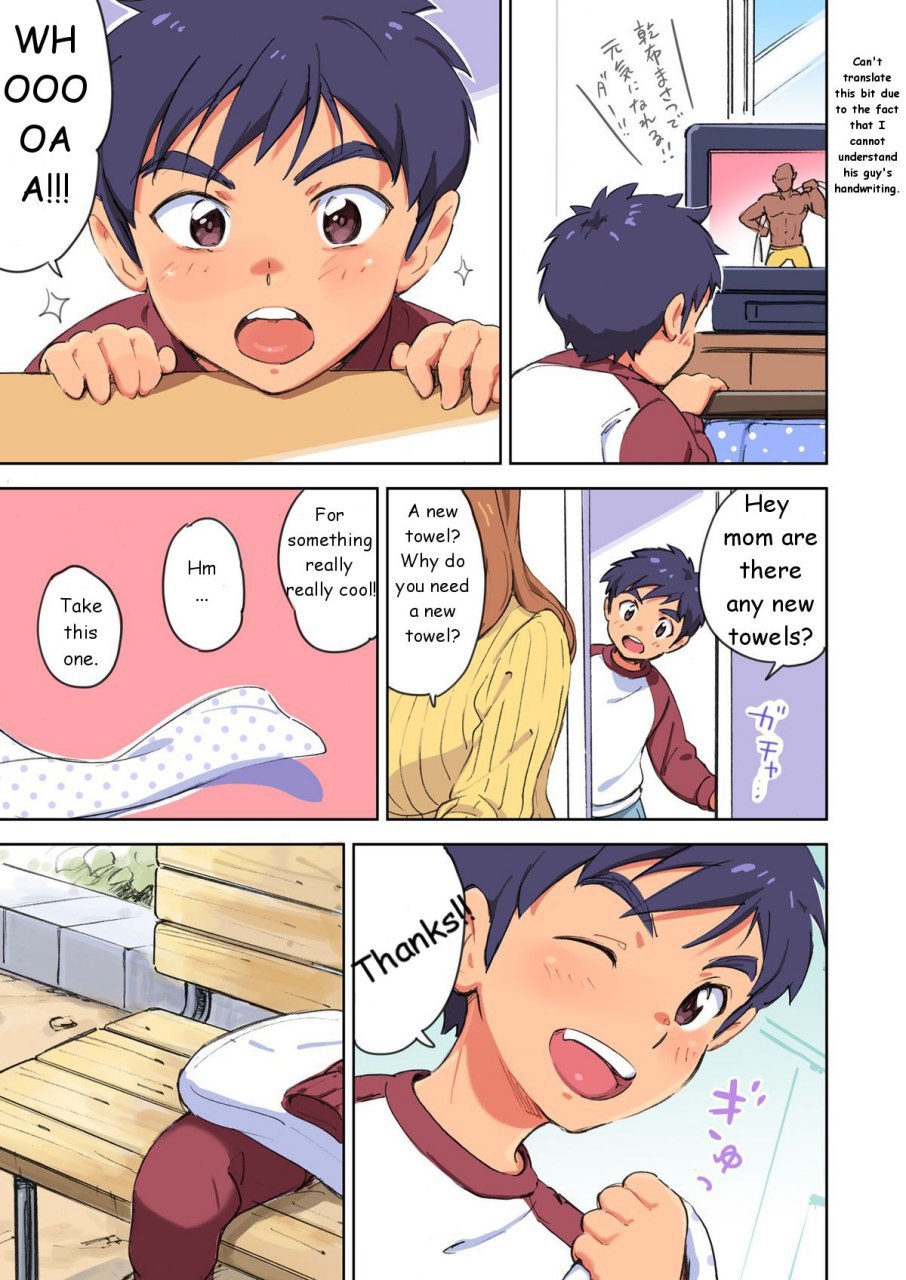 Can't
translate
this bit due
to the fact
that I
cannot
understand
his guy's
handwriting.
乾布まさつで
元気になれる!!
ダ!!
WH
OOO
OA
A!!!
Hey
mom are
there
any new
towels?
ガチャ…
A new
towel?
Why do
you need
a new
towel?
For
something
really
really cool!
Hm
...
Take
this
one.
Thanks!!
ぎゅっ